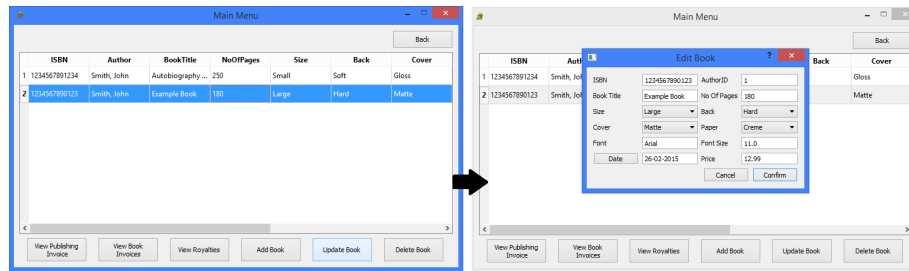 Main Menu
Back
ISBN Author BookTitle NoOfPages Size Back Cover
1 1234567891234 Smith, John Autobiography ... 250 Small Soft Gloss
2 1234567890123 Smith, John Example Book 180 Large Hard Matte
View Publishing Invoice View Book Invoices View Royalties Add Book Update Book Delete Book
Main Menu
Back
ISBN Auth Back Cover
1 1234567891234 Smith, Joh Gloss
2 1234567890123 Smith, Joh Matte
Edit Book ?
ISBN 1234567890123 AuthorID 1
Book Title Example Book No Of Pages 180
Size Large Back Hard
Cover Matte Paper Creme
Font Arial Font Size 11.0
Date 26-02-2015 Price 12.99
Cancel Confirm
View Publishing Invoice View Book Invoices View Royalties Add Book Update Book Delete Book